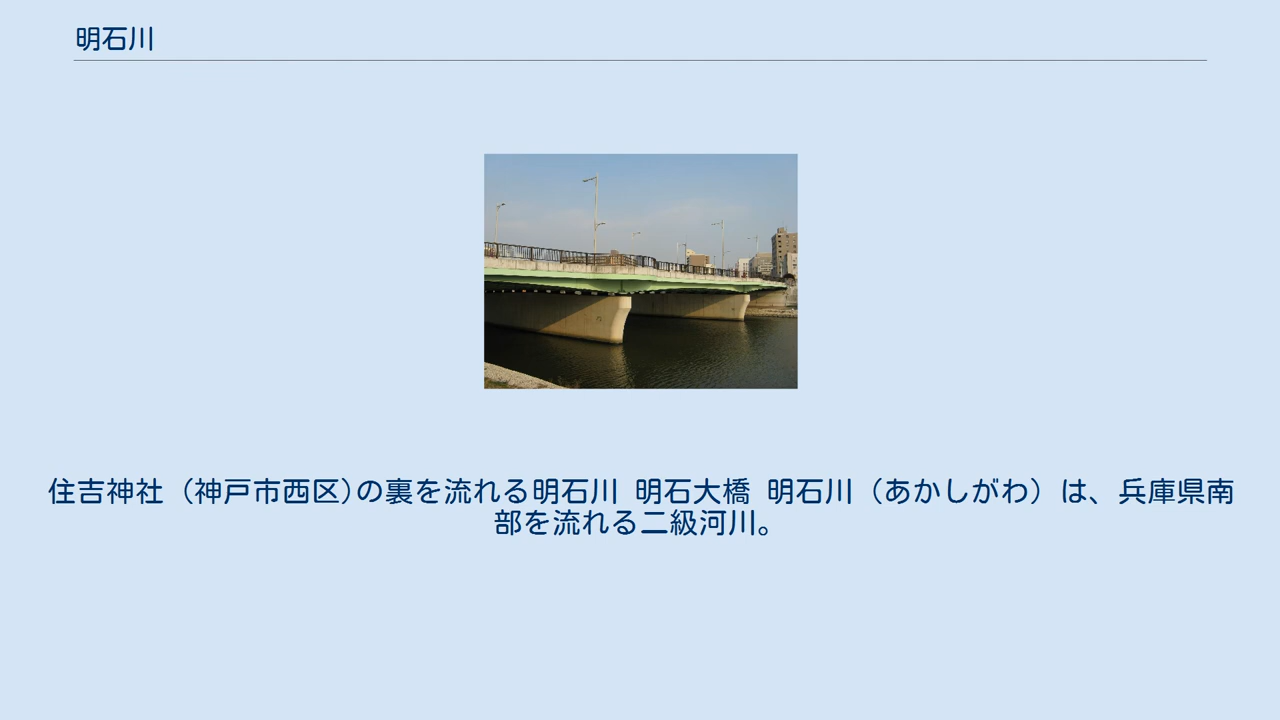 明石川
住吉神社（神戸市西区)の裏を流れる明石川 明石大橋 明石川（あかしがわ）は、兵庫県南
部を流れる二級河川。